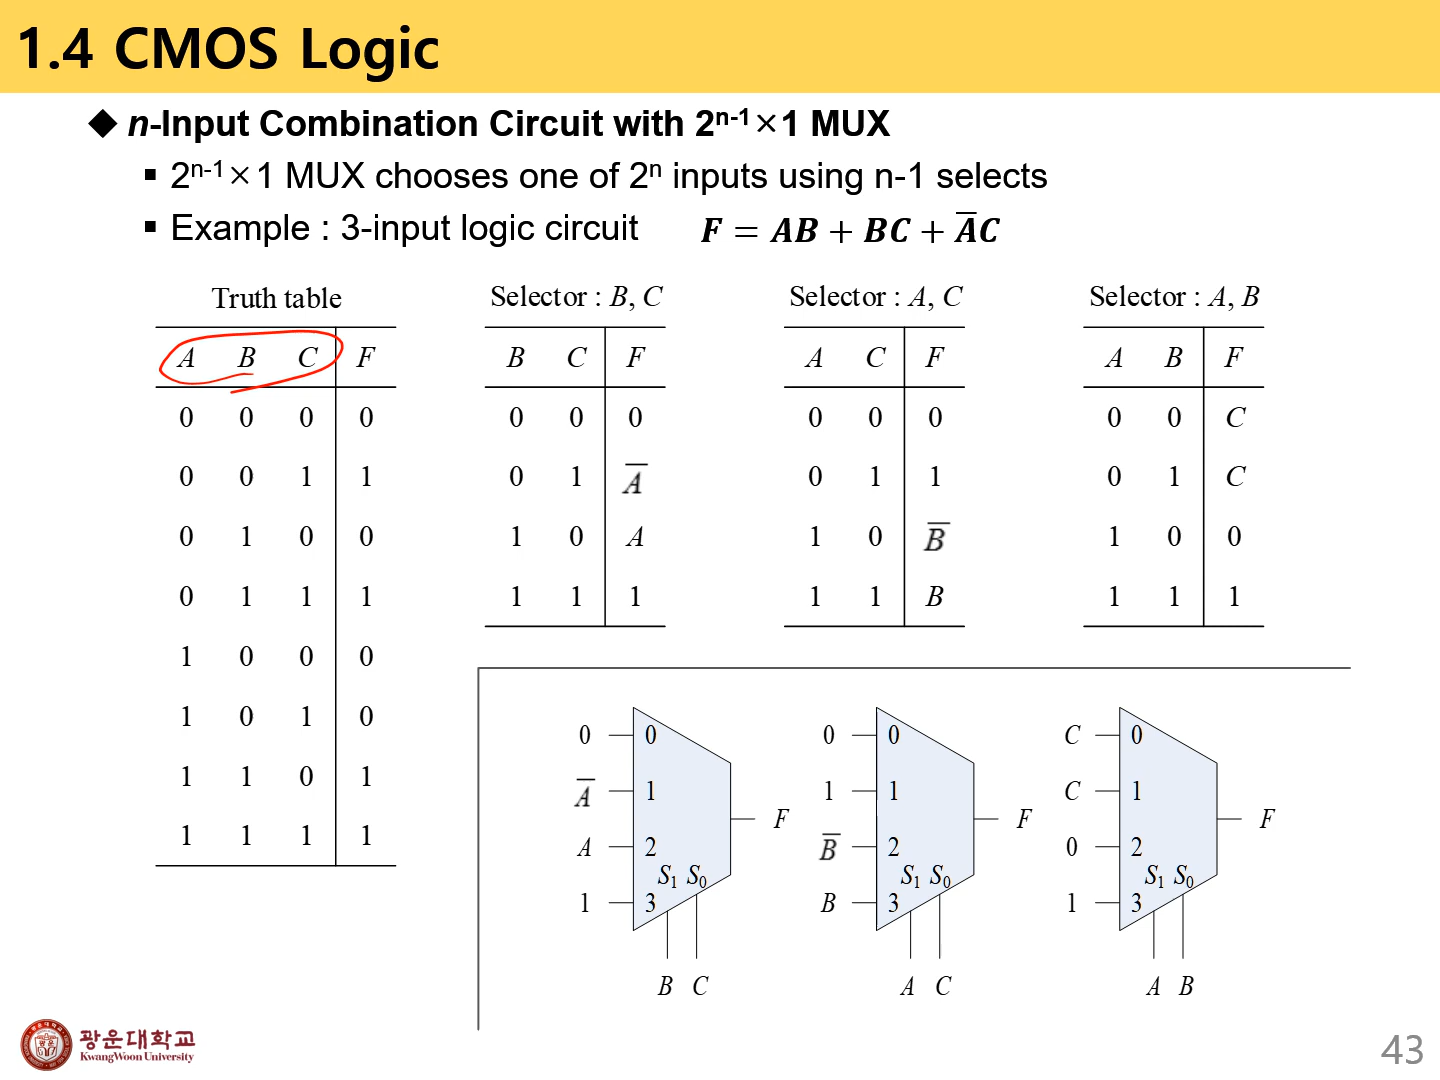 1.4 CMOS Logic
◆ n-Input Combination Circuit with 2ⁿ⁻¹×1 MUX
▪ 2ⁿ⁻¹×1 MUX chooses one of 2ⁿ inputs using n-1 selects
▪ Example : 3-input logic circuit F = AB + BC + A̅C
Truth table
A B C F
0 0 0 0
0 0 1 1
0 1 0 0
0 1 1 1
1 0 0 0
1 0 1 0
1 1 0 1
1 1 1 1
Selector : B, C
B C F
0 0 0
0 1 A̅
1 0 A
1 1 1
Selector : A, C
A C F
0 0 0
0 1 1
1 0 B̅
1 1 B
Selector : A, B
A B F
0 0 C
0 1 C
1 0 0
1 1 1
0 0
A̅ 1
A 2
S₁ S₀
1 3
F
B C
0 0
1 1
B̅ 2
S₁ S₀
B 3
F
A C
C 0
C 1
0 2
S₁ S₀
1 3
F
A B
광운대학교
KwangWoon University
43